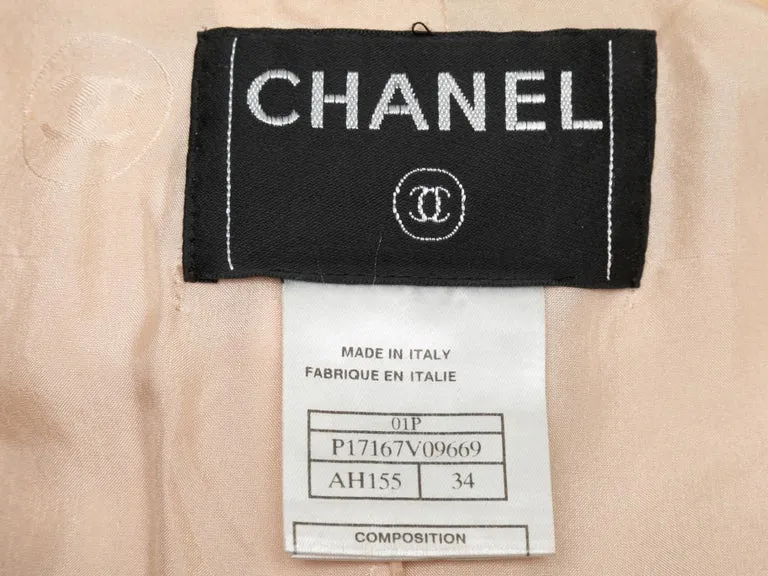 CHANEL
MADE IN ITALY
FABRIQUE EN ITALIE
01P
P17167V09669
AH155 34
COMPOSITION